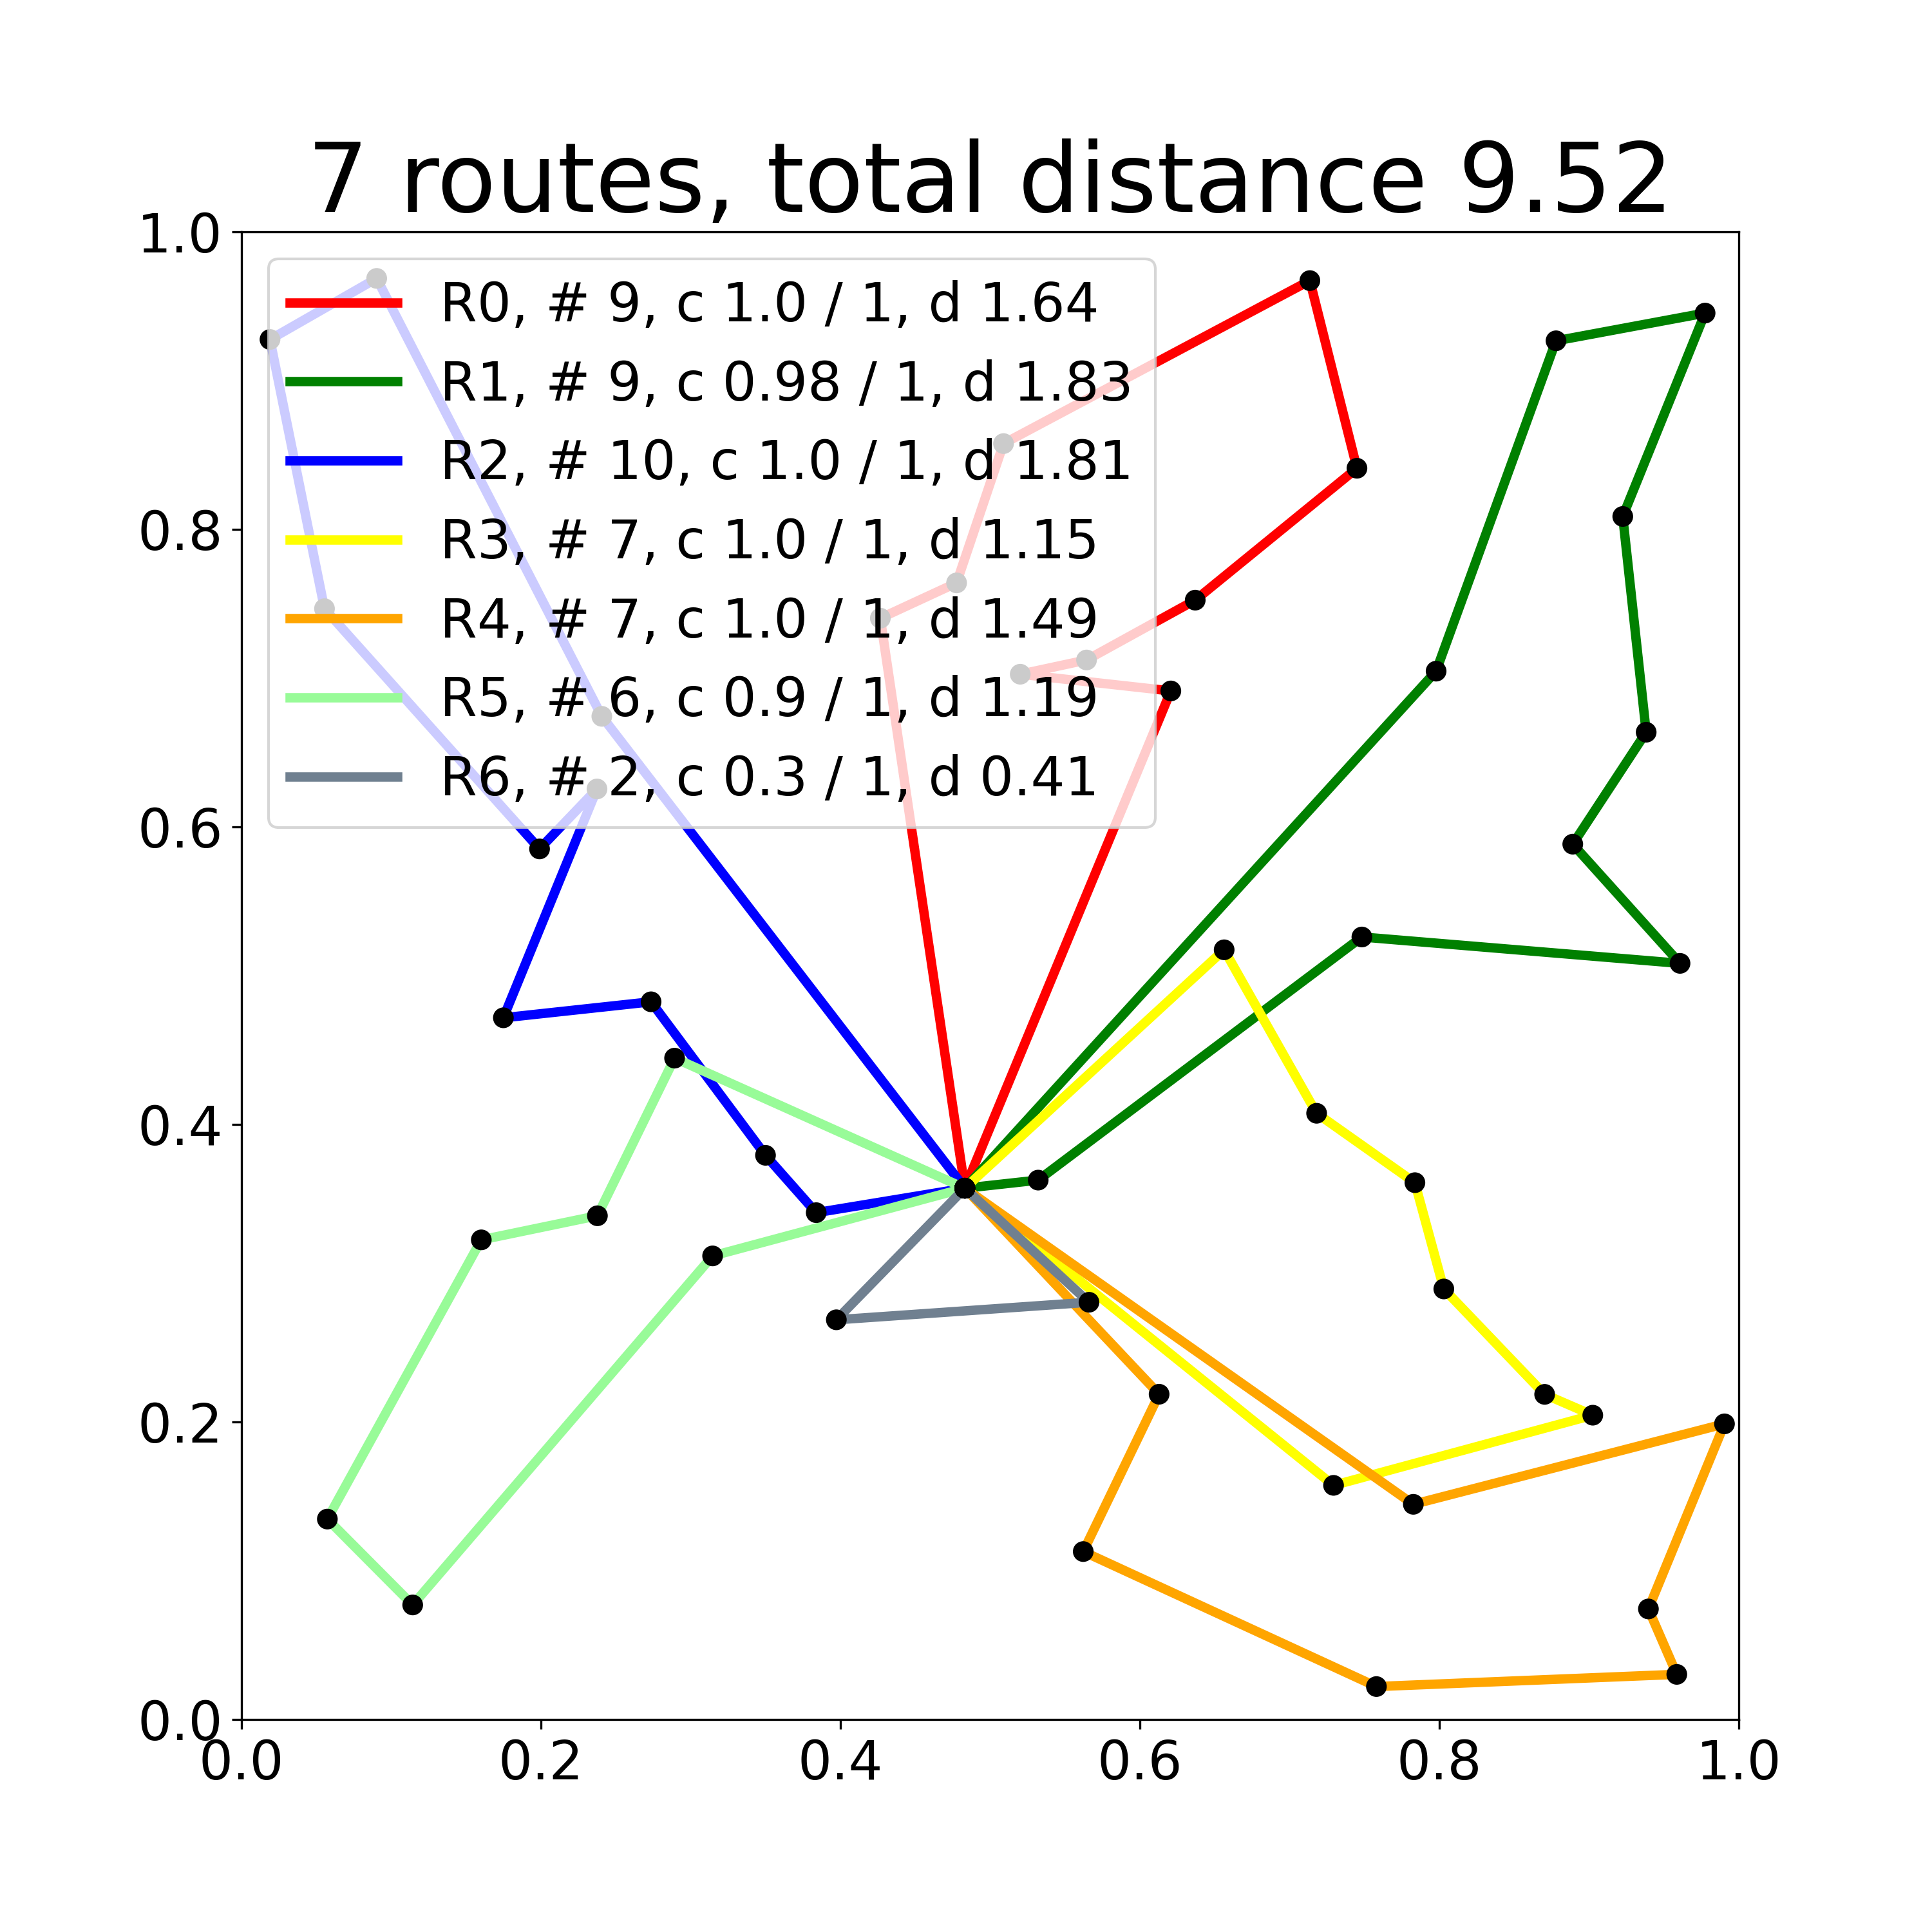 7 routes, total distance 9.52
1.0
R0, # 9, c 1.0 / 1, d 1.64
R1, # 9, c 0.98 / 1, d 1.83
R2, # 10, c 1.0 / 1, d 1.81
0.8
R3, # 7, c 1.0 / 1, d 1.15
R4, # 7, c 1.0 / 1, d 1.49
R5, # 6, c 0.9 / 1, d 1.19
R6, # 2, c 0.3 / 1, d 0.41
0.6
0.4
0.2
0.0
0.0 0.2 0.4 0.6 0.8 1.0